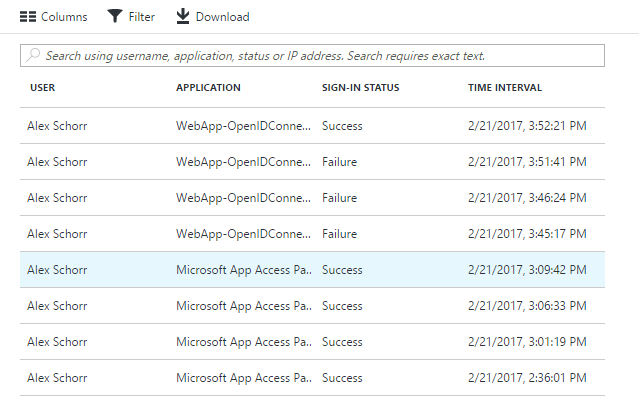 Columns Filter Download
Search using username, application, status or IP address. Search requires exact text.
USER APPLICATION SIGN-IN STATUS TIME INTERVAL
Alex Schorr WebApp-OpenIDConne... Success 2/21/2017, 3:52:21 PM
Alex Schorr WebApp-OpenIDConne... Failure 2/21/2017, 3:51:41 PM
Alex Schorr WebApp-OpenIDConne... Failure 2/21/2017, 3:46:24 PM
Alex Schorr WebApp-OpenIDConne... Failure 2/21/2017, 3:45:17 PM
Alex Schorr Microsoft App Access Pa.. Success 2/21/2017, 3:09:42 PM
Alex Schorr Microsoft App Access Pa.. Success 2/21/2017, 3:06:33 PM
Alex Schorr Microsoft App Access Pa.. Success 2/21/2017, 3:01:19 PM
Alex Schorr Microsoft App Access Pa.. Success 2/21/2017, 2:36:01 PM